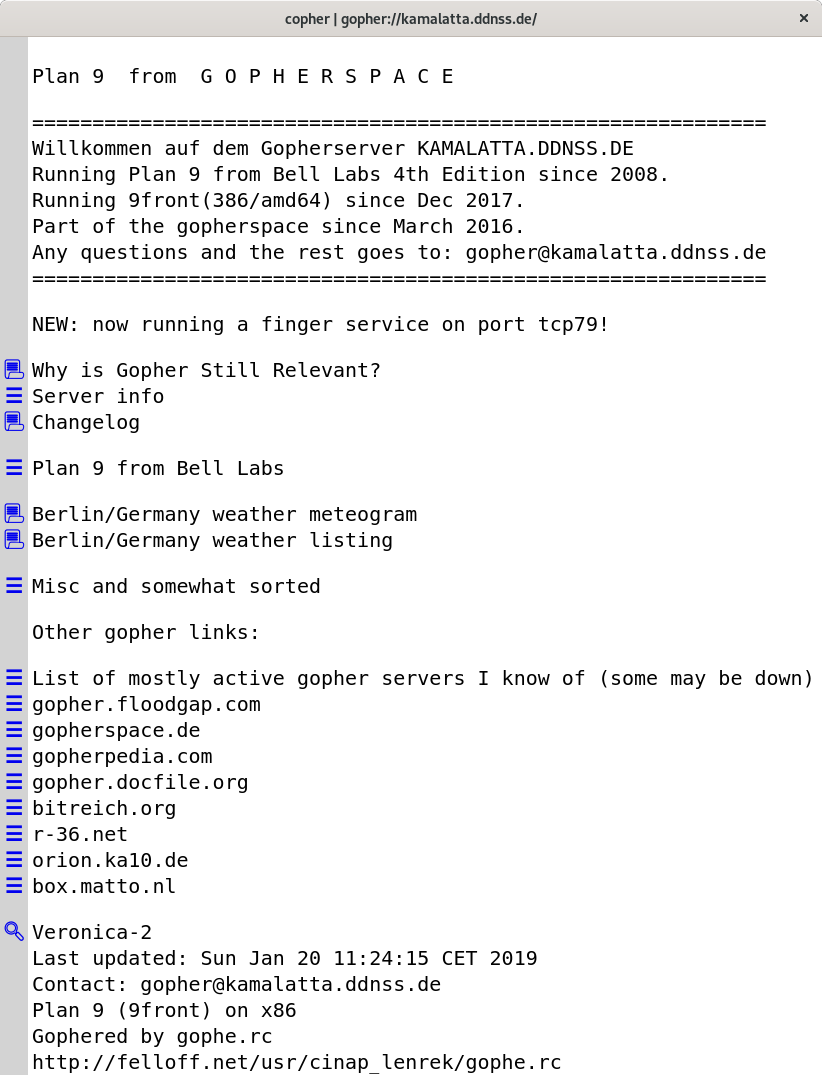 copher | gopher://kamalatta.ddnss.de/
Plan 9  from  G O P H E R S P A C E
=============================================================
Willkommen auf dem Gopherserver KAMALATTA.DDNSS.DE
Running Plan 9 from Bell Labs 4th Edition since 2008.
Running 9front(386/amd64) since Dec 2017.
Part of the gopherspace since March 2016.
Any questions and the rest goes to: gopher@kamalatta.ddnss.de
=============================================================
NEW: now running a finger service on port tcp79!
Why is Gopher Still Relevant?
Server info
Changelog
Plan 9 from Bell Labs
Berlin/Germany weather meteogram
Berlin/Germany weather listing
Misc and somewhat sorted
Other gopher links:
List of mostly active gopher servers I know of (some may be down)
gopher.floodgap.com
gopherspace.de
gopherpedia.com
gopher.docfile.org
bitreich.org
r-36.net
orion.ka10.de
box.matto.nl
Veronica-2
Last updated: Sun Jan 20 11:24:15 CET 2019
Contact: gopher@kamalatta.ddnss.de
Plan 9 (9front) on x86
Gophered by gophe.rc
http://felloff.net/usr/cinap_lenrek/gophe.rc